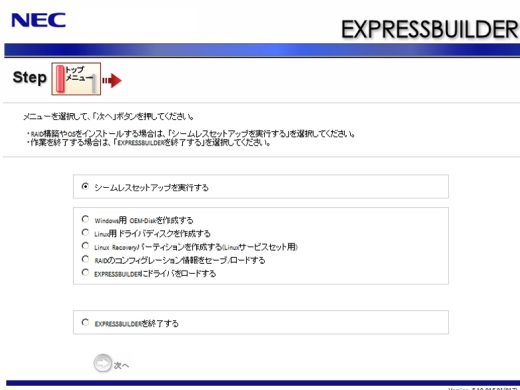 NEC
EXPRESSBUILDER
Step
トップ
メニュー
メニューを選択して、「次へ」ボタンを押してください。
・RAID構築やOSをインストールする場合は、「シームレスセットアップを実行する」を選択してください。
・作業を終了する場合は、「EXPRESSBUILDERを終了する」を選択してください。
シームレスセットアップを実行する
Windows用 OEM-Diskを作成する
Linux用ドライバディスクを作成する
Linux Recoveryパーティションを作成する(Linuxサービスセット用)
RAIDのコンフィグレーション情報をセーブ/ロードする
EXPRESSBUILDERにドライバをロードする
EXPRESSBUILDERを終了する
次へ